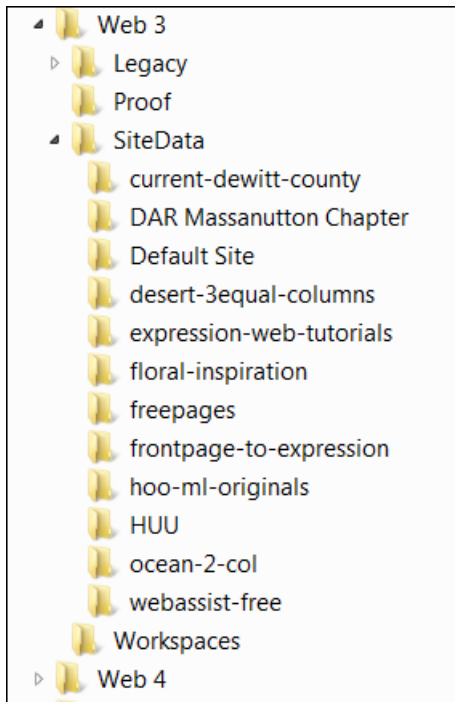 Web 3
Legacy
Proof
SiteData
current-dewitt-county
DAR Massanutton Chapter
Default Site
desert-3equal-columns
expression-web-tutorials
floral-inspiration
freepages
frontpage-to-expression
hoo-ml-originals
HUU
ocean-2-col
webassist-free
Workspaces
Web 4